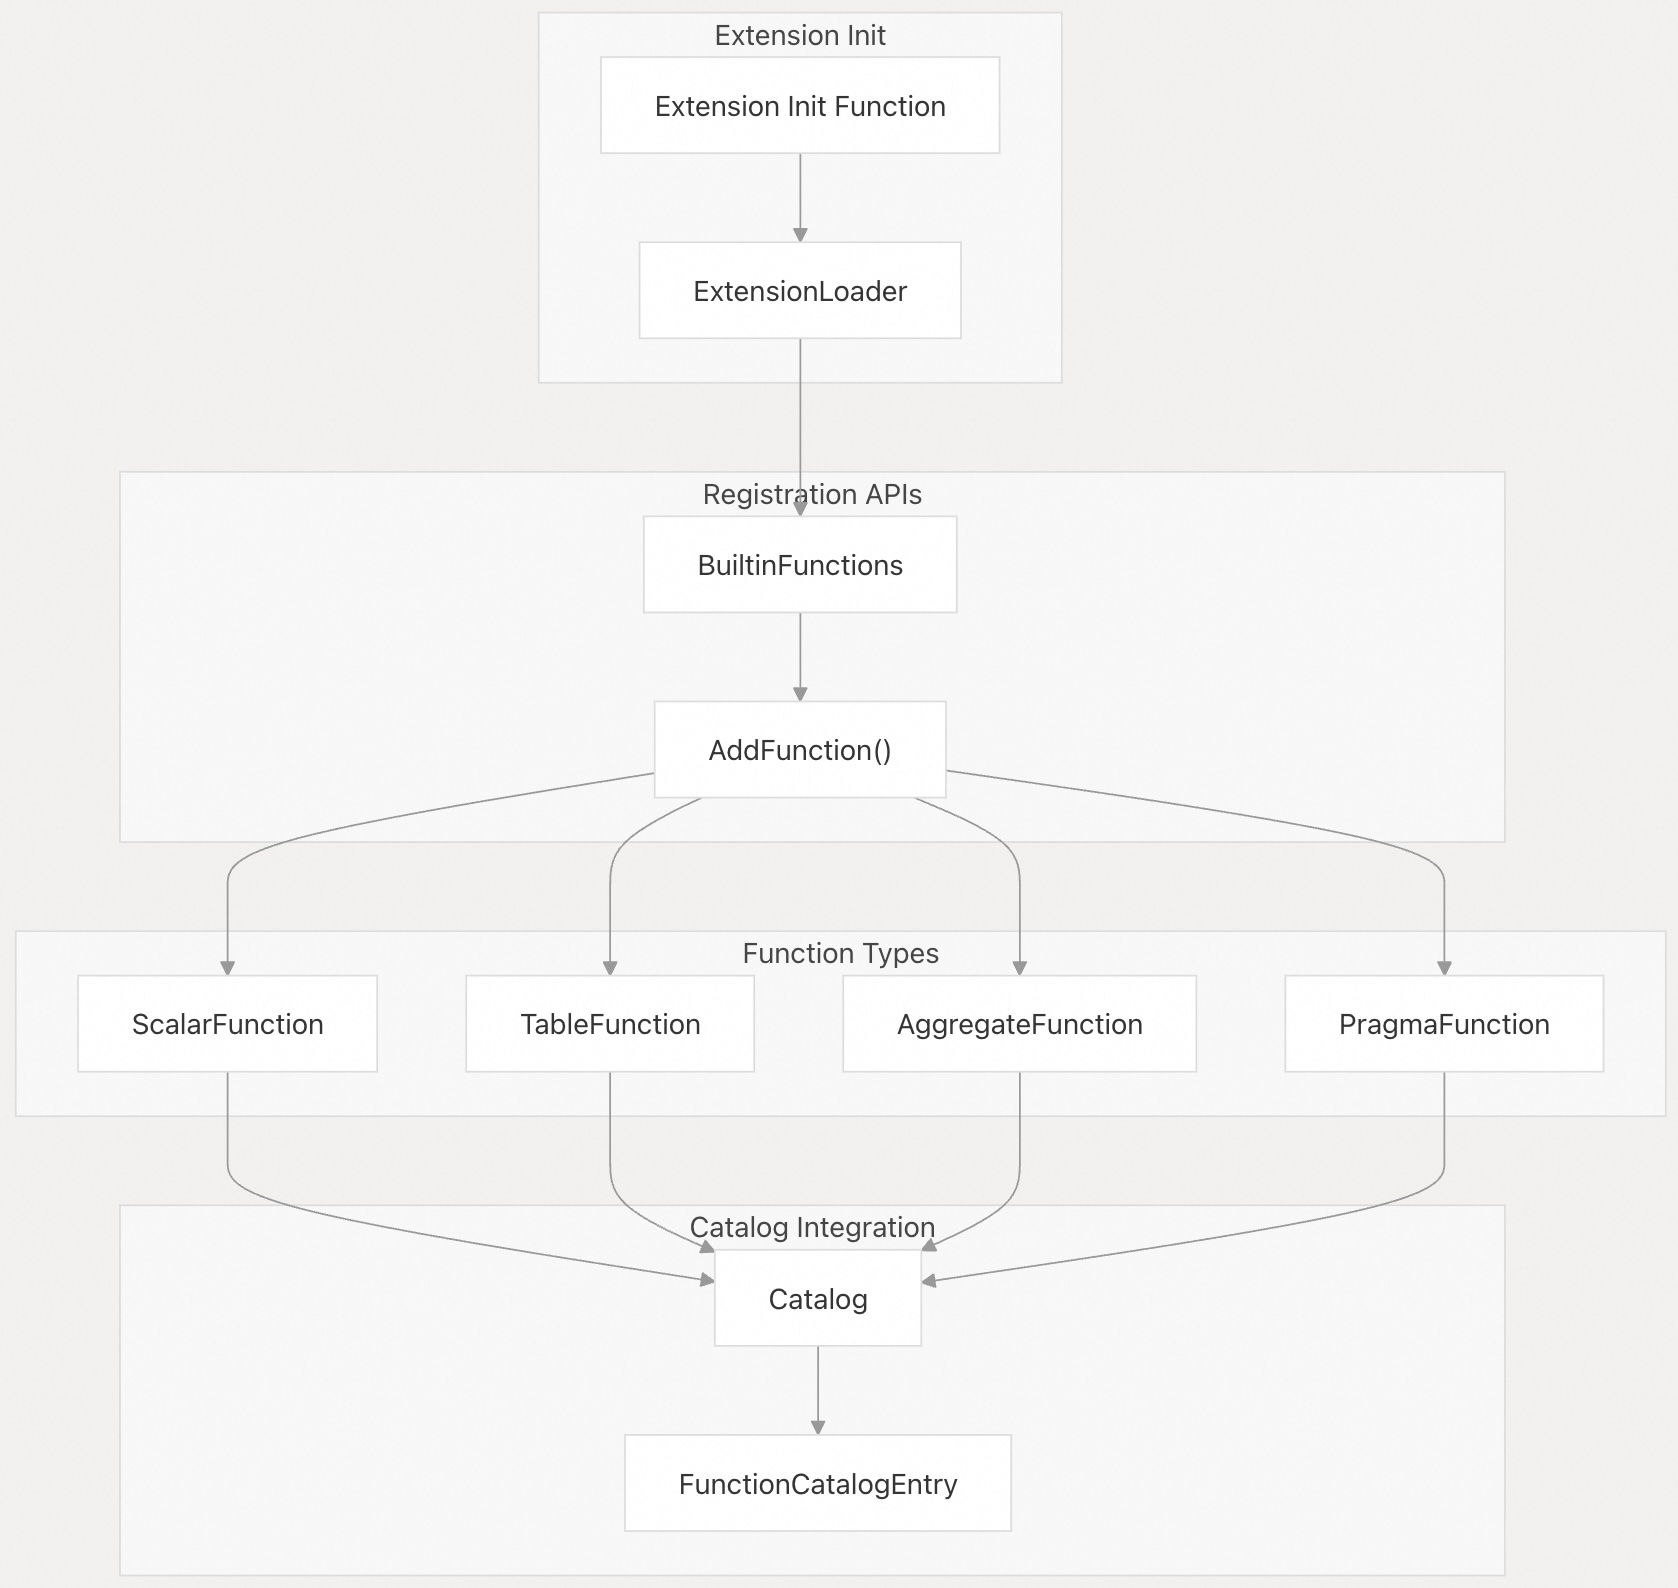 Extension Init
Extension Init Function
ExtensionLoader
Registration APIs
BuiltinFunctions
AddFunction()
Function Types
ScalarFunction
TableFunction
AggregateFunction
PragmaFunction
Catalog Integration
Catalog
FunctionCatalogEntry